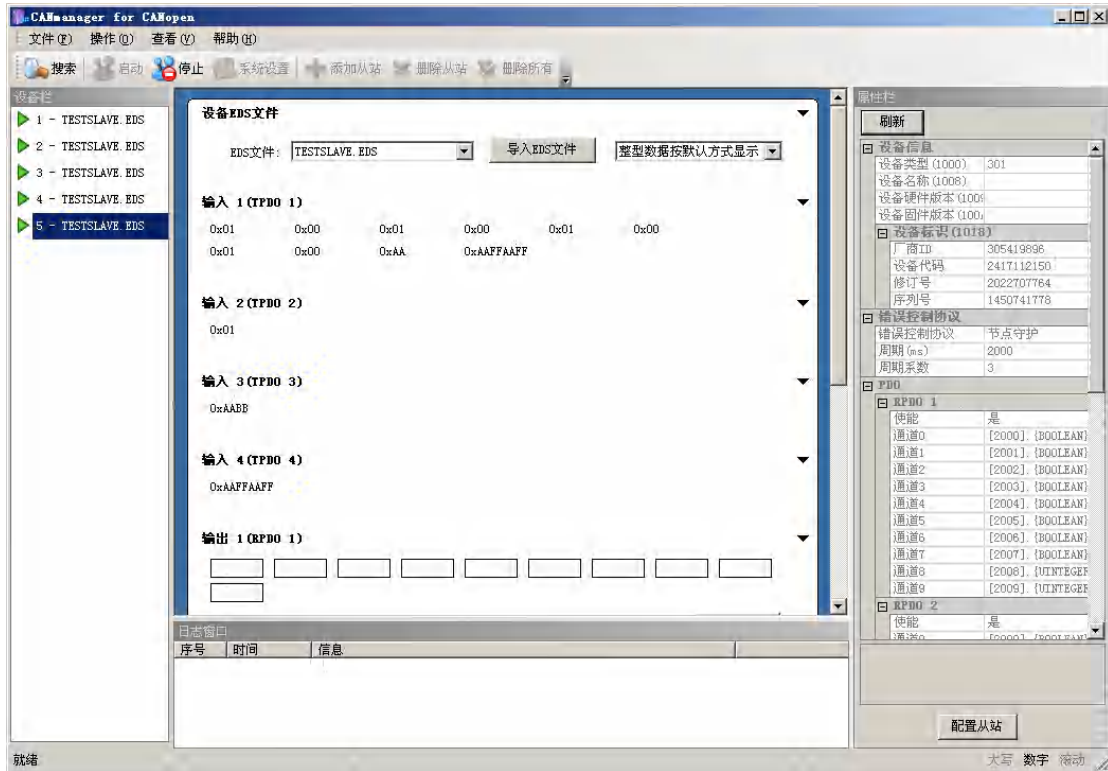 CANmanager for CANopen
文件(F) 操作(O) 查看(V) 帮助(H)
搜索 启动 停止 系统设置 添加从站 删除从站 删除所有
设备栏
1 - TESTSLAVE.EDS
2 - TESTSLAVE.EDS
3 - TESTSLAVE.EDS
4 - TESTSLAVE.EDS
5 - TESTSLAVE.EDS
设备EDS文件
EDS文件: TESTSLAVE.EDS 导入EDS文件 整型数据按默认方式显示
输入 1(TPDO 1)
0x01 0x00 0x01 0x00 0x01 0x00
0x01 0x00 0xAA 0xAAFFAAFF
输入 2(TPDO 2)
0x01
输入 3(TPDO 3)
0xAABB
输入 4(TPDO 4)
0xAAFFAAFF
输出 1(RPDO 1)
日志窗口
序号 时间 信息
属性栏
刷新
设备信息
设备类型(1000) 301
设备名称(1008)
设备硬件版本(1009
设备固件版本(100
设备标识(1018)
厂商ID 305419896
设备代码 2417112150
修订号 2022707764
序列号 1450741778
错误控制协议
错误控制协议 节点守护
周期(ms) 2000
周期系数 3
PDO
RPDO 1
使能 是
通道0 [2000]. {BOOLEAN}
通道1 [2001]. {BOOLEAN}
通道2 [2002]. {BOOLEAN}
通道3 [2003]. {BOOLEAN}
通道4 [2004]. {BOOLEAN}
通道5 [2005]. {BOOLEAN}
通道6 [2006]. {BOOLEAN}
通道7 [2007]. {BOOLEAN}
通道8 [2008]. {UINTEGER
通道9 [2009]. {UINTEGER
RPDO 2
使能 是
通道0 [2000]. {BOOLEAN}
配置从站
就绪 大写 数字 滚动